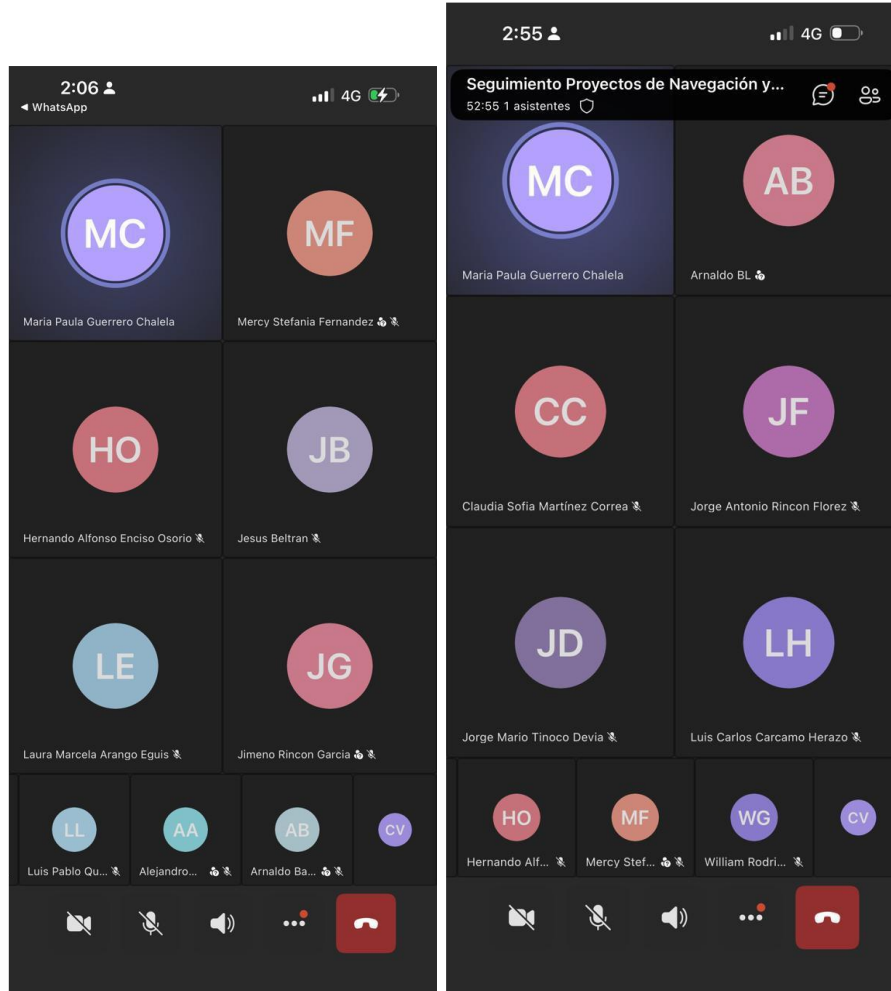 2:06
◄ WhatsApp
4G
MC
MF
Maria Paula Guerrero Chalela
Mercy Stefania Fernandez
HO
JB
Hernando Alfonso Enciso Osorio
Jesus Beltran
LE
JG
Laura Marcela Arango Eguis
Jimeno Rincon Garcia
LL
AA
AB
CV
Luis Pablo Qu...
Alejandro...
Arnaldo Ba...
2:55
4G
Seguimiento Proyectos de Navegación y...
52:55 1 asistentes
MC
AB
Maria Paula Guerrero Chalela
Arnaldo BL
CC
JF
Claudia Sofia Martínez Correa
Jorge Antonio Rincon Florez
JD
LH
Jorge Mario Tinoco Devia
Luis Carlos Carcamo Herazo
HO
MF
WG
CV
Hernando Alf...
Mercy Stef...
William Rodri...